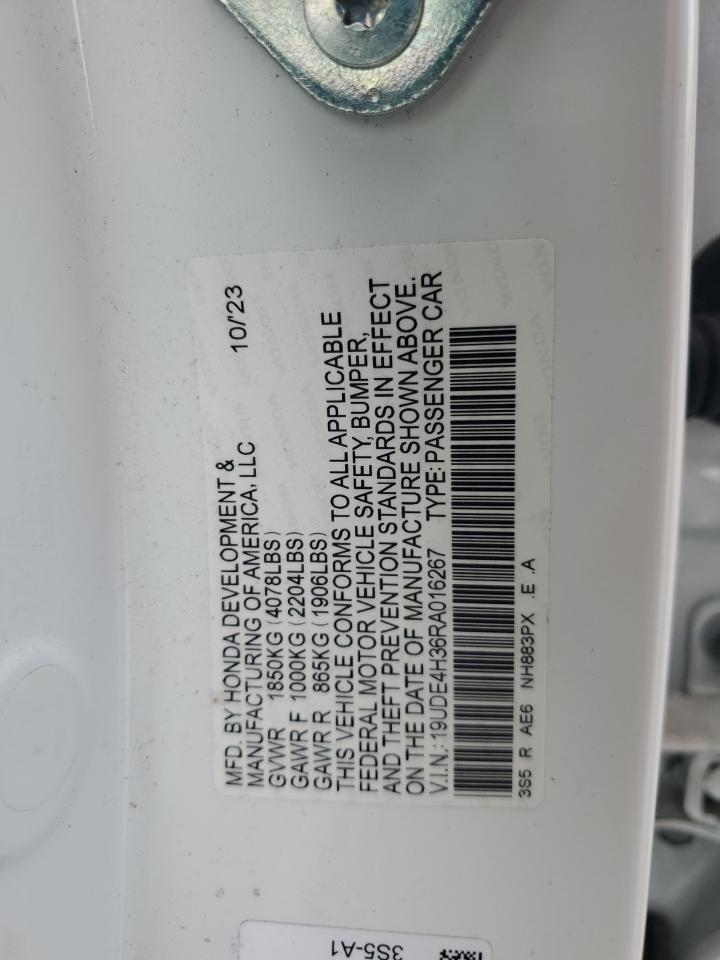 MFD. BY HONDA DEVELOPMENT & 10/'23
MANUFACTURING OF AMERICA, LLC
GVWR 1850KG (4078LBS)
GAWR F 1000KG (2204LBS)
GAWR R 865KG (1906LBS)
THIS VEHICLE CONFORMS TO ALL APPLICABLE
FEDERAL MOTOR VEHICLE SAFETY, BUMPER,
AND THEFT PREVENTION STANDARDS IN EFFECT
ON THE DATE OF MANUFACTURE SHOWN ABOVE.
V.I.N.: 19UDE4H36RA016267 TYPE: PASSENGER CAR
3S5 R AE6 NH883PX .E .A
3S5-A1